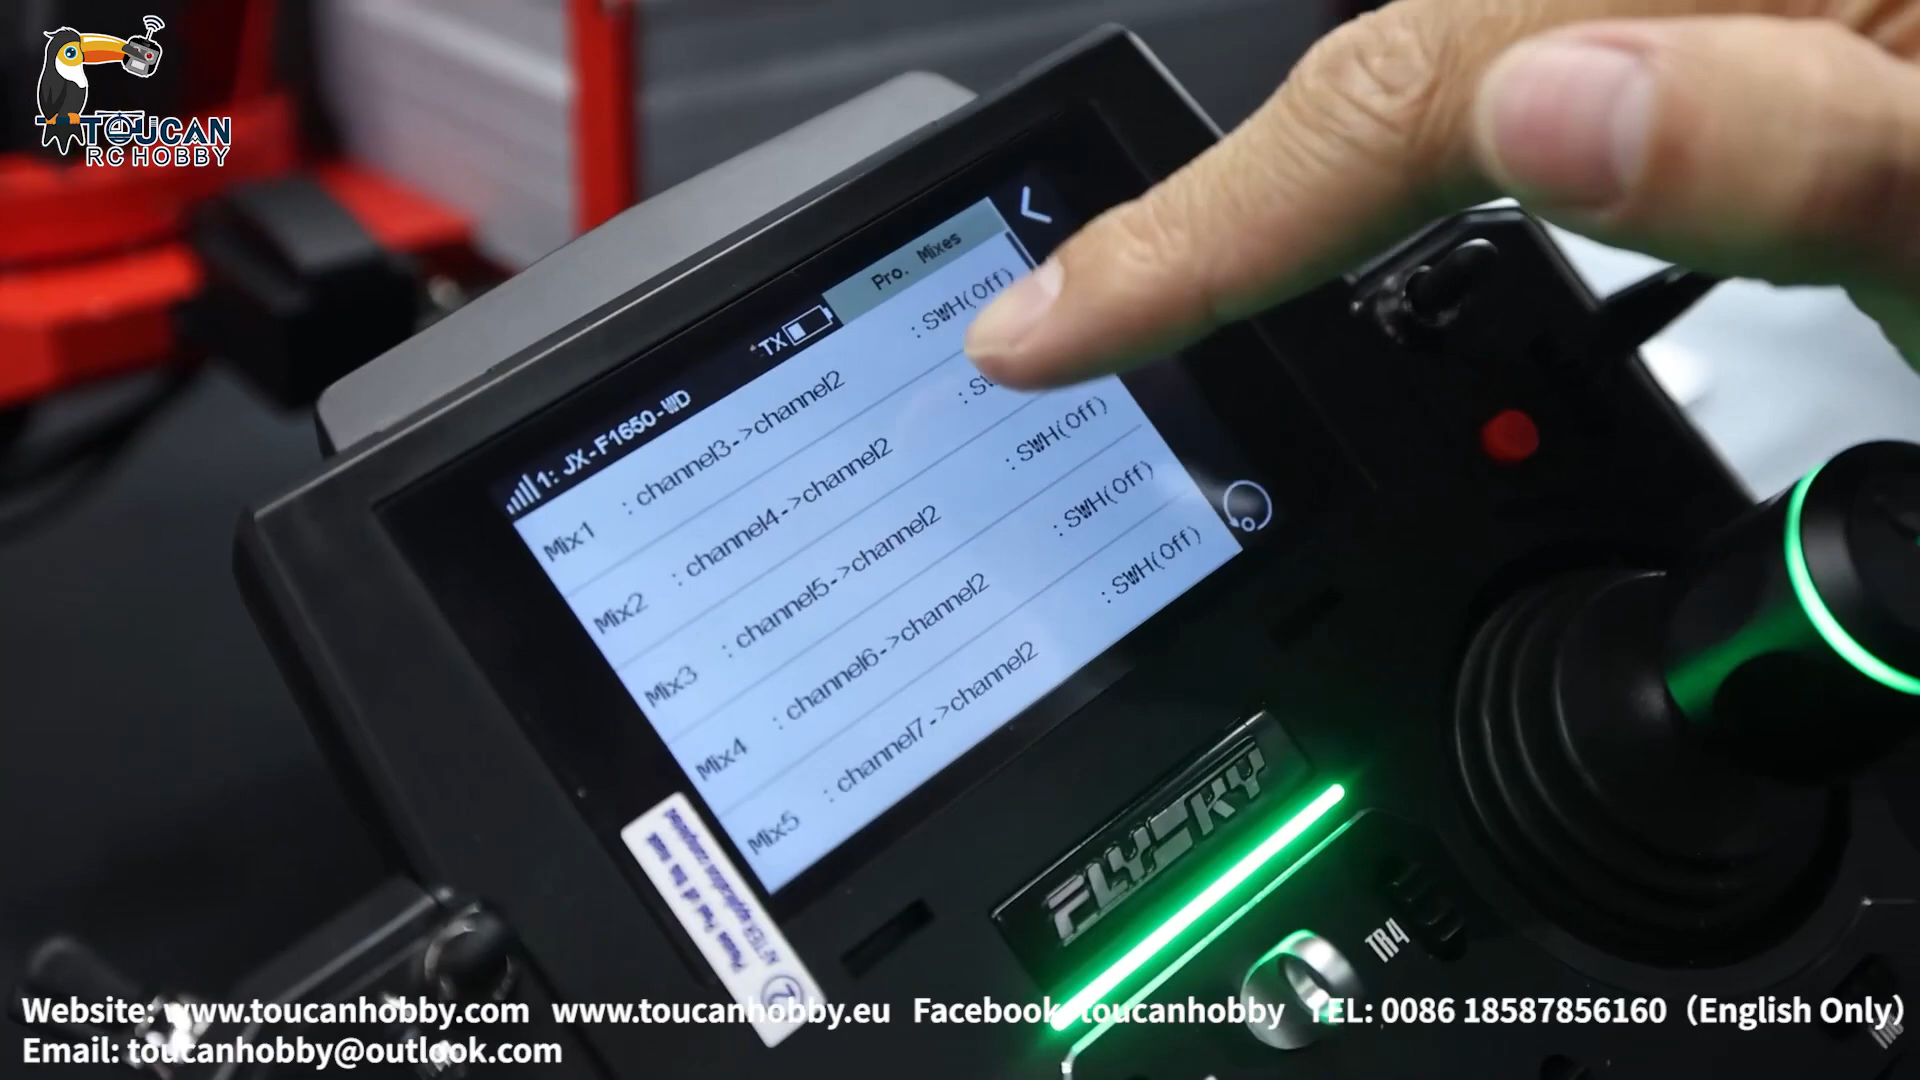 TOUCAN
RC HOBBY
1: JX-F1650-WD
TX
Pro. Mixes
Mix1 : channel3->channel2 : SWH(Off)
Mix2 : channel4->channel2
Mix3 : channel5->channel2 : SWH(Off)
Mix4 : channel6->channel2 : SWH(Off)
Mix5 : channel7->channel2 : SWH(Off)
FLYSKY
TR4
Website: www.toucanhobby.com www.toucanhobby.eu Facebook: toucanhobby TEL: 0086 18587856160（English Only）
Email: toucanhobby@outlook.com